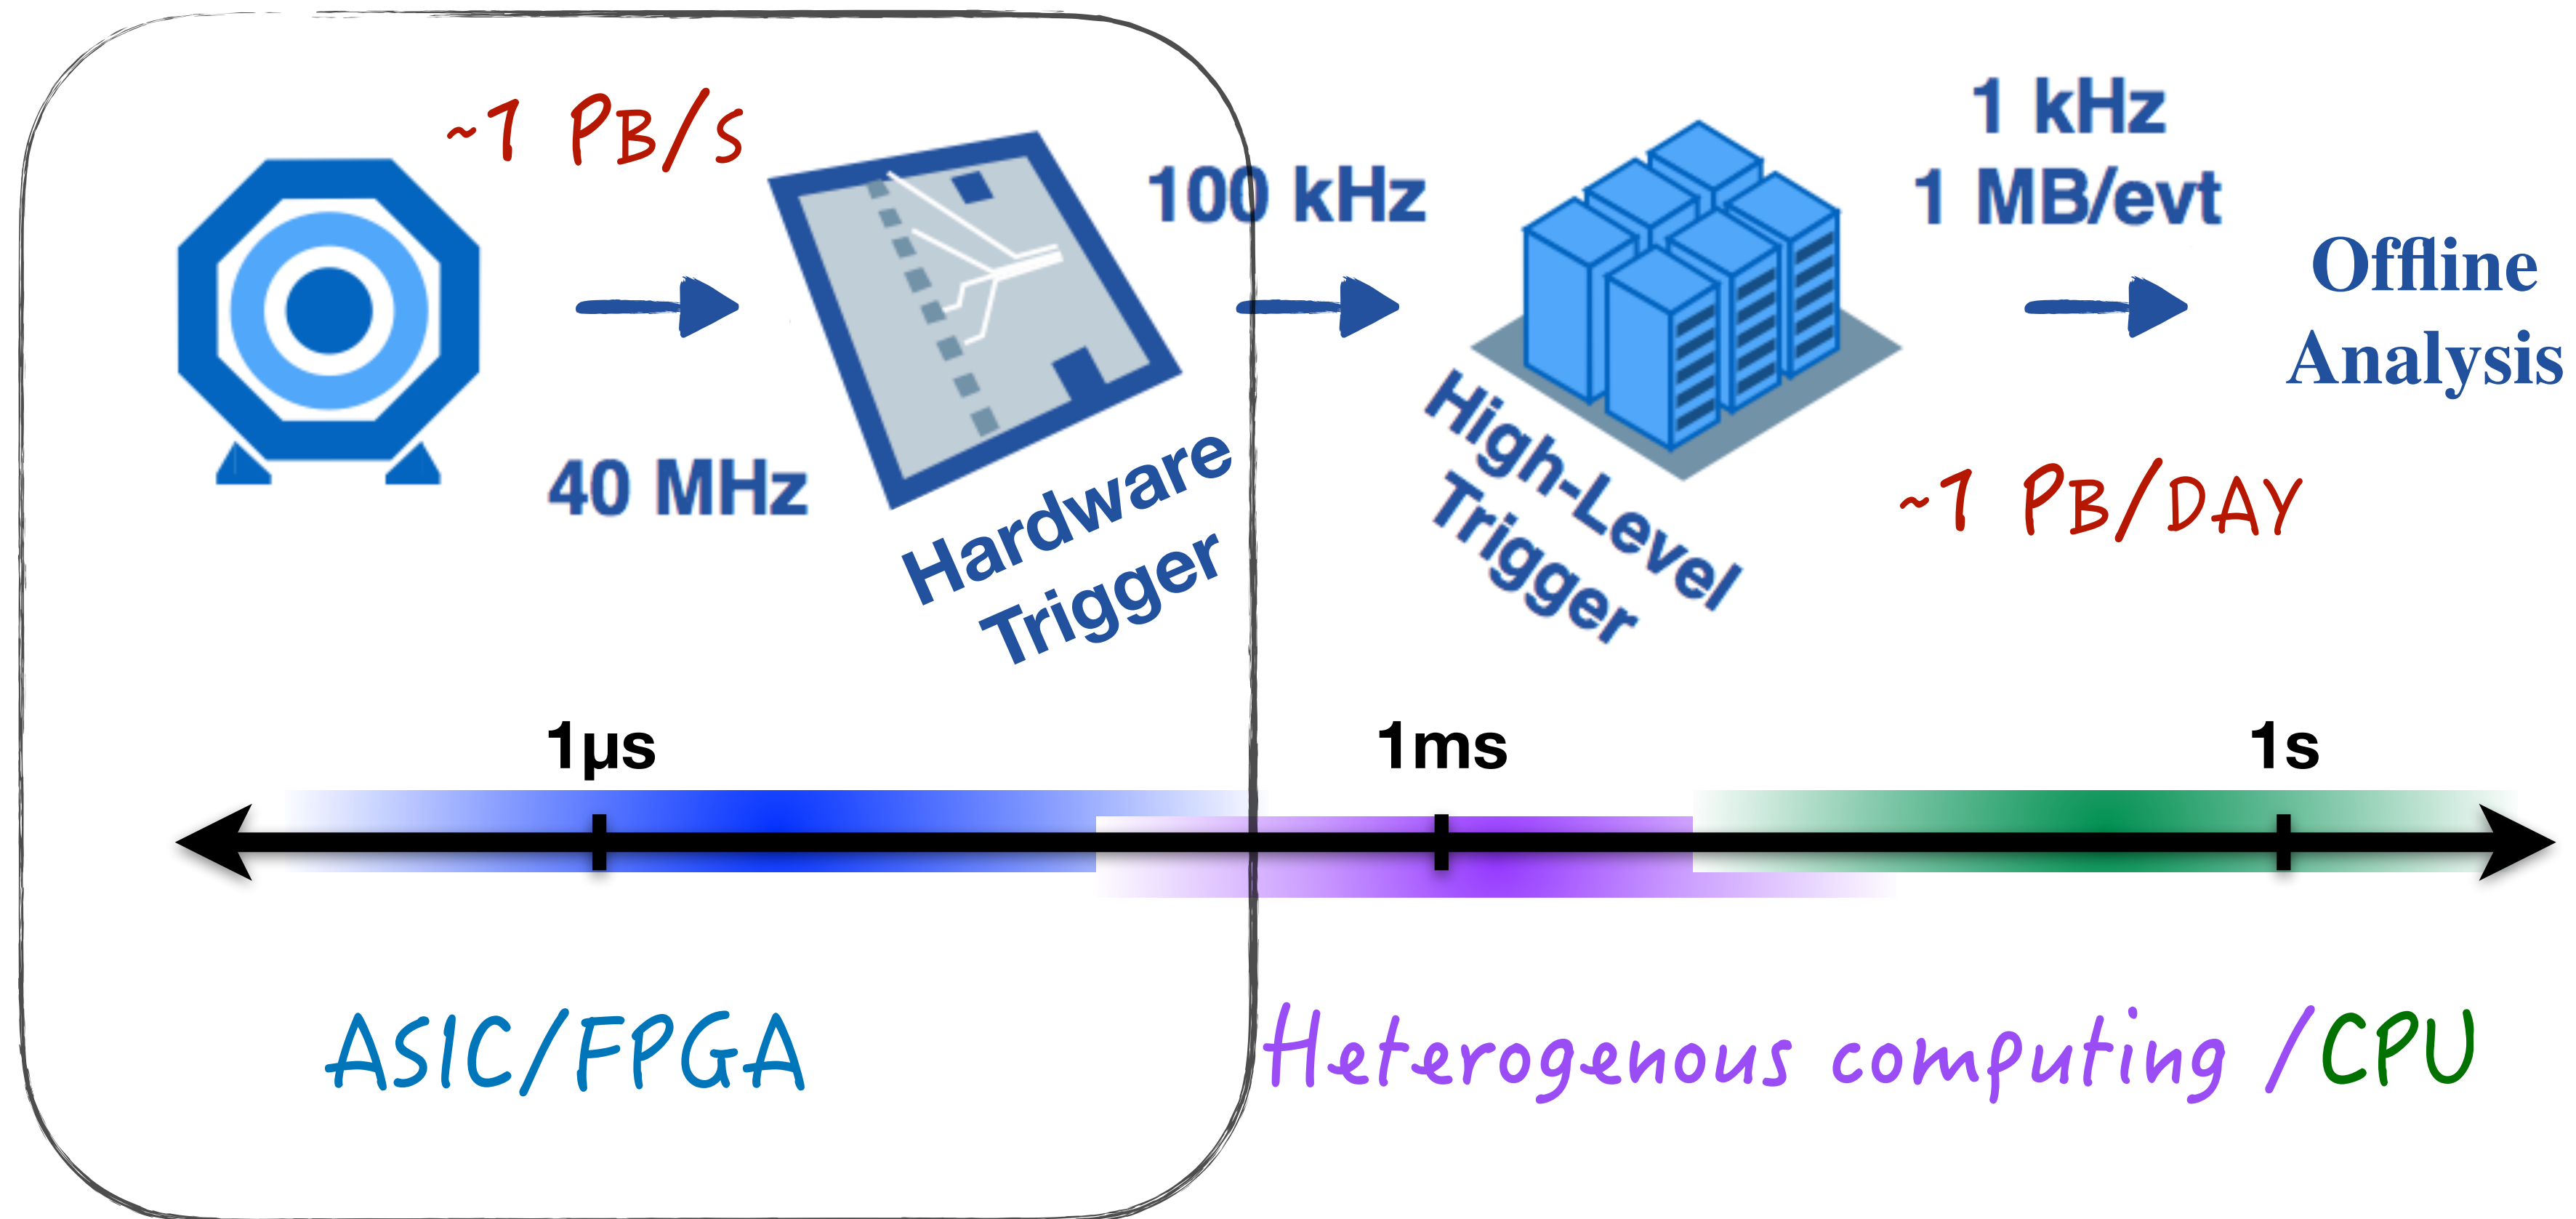 ~1 PB/s
40 MHz
Hardware
Trigger
100 kHz
High-Level
Trigger
1 kHz
1 MB/evt
Offline
Analysis
~1 PB/DAY
1µs
1ms
1s
ASIC/FPGA
Heterogenous computing /CPU